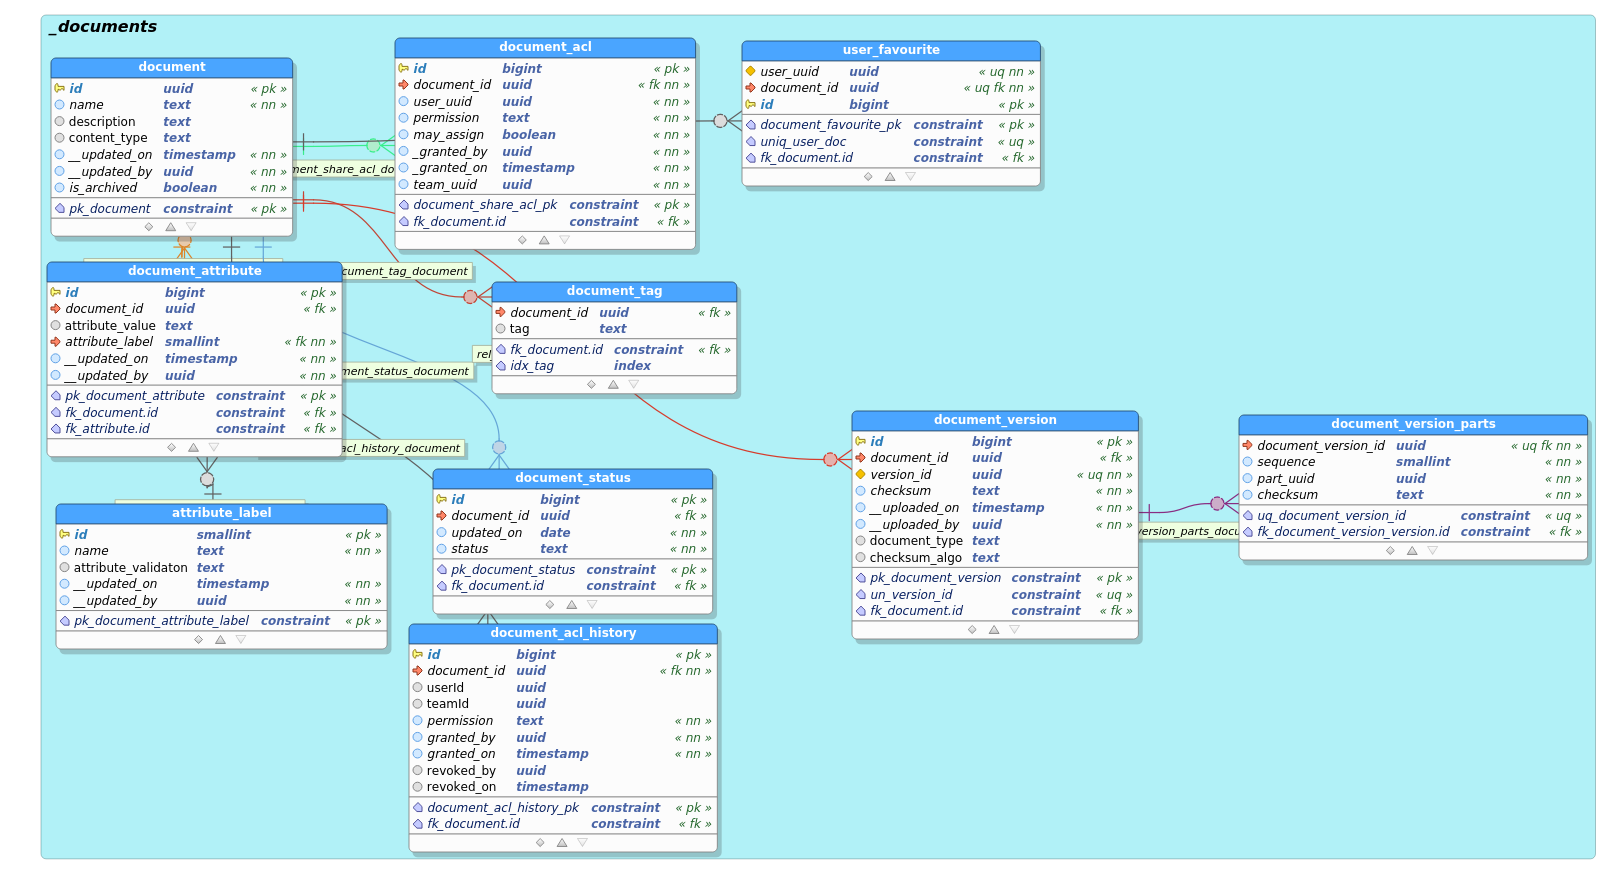 _documents
document
id uuid « pk »
name text « nn »
description text
content_type text
__updated_on timestamp « nn »
__updated_by uuid « nn »
is_archived boolean « nn »
pk_document constraint « pk »
document_acl
id bigint « pk »
document_id uuid « fk nn »
user_uuid uuid « nn »
permission text « nn »
may_assign boolean « nn »
_granted_by uuid « nn »
_granted_on timestamp « nn »
team_uuid uuid « nn »
document_share_acl_pk constraint « pk »
fk_document.id constraint « fk »
user_favourite
user_uuid uuid « uq nn »
document_id uuid « uq fk nn »
id bigint « pk »
document_favourite_pk constraint « pk »
uniq_user_doc constraint « uq »
fk_document.id constraint « fk »
ment_share_acl_do
document_attribute
id bigint « pk »
document_id uuid « fk »
attribute_value text
attribute_label smallint « fk nn »
__updated_on timestamp « nn »
__updated_by uuid « nn »
pk_document_attribute constraint « pk »
fk_document.id constraint « fk »
fk_attribute.id constraint « fk »
cument_tag_document
document_tag
document_id uuid « fk »
tag text
fk_document.id constraint « fk »
idx_tag index
rel
ment_status_document
acl_history_document
document_status
id bigint « pk »
document_id uuid « fk »
updated_on date « nn »
status text « nn »
pk_document_status constraint « pk »
fk_document.id constraint « fk »
attribute_label
id smallint « pk »
name text « nn »
attribute_validaton text
__updated_on timestamp « nn »
__updated_by uuid « nn »
pk_document_attribute_label constraint « pk »
document_version
id bigint « pk »
document_id uuid « fk »
version_id uuid « uq nn »
checksum text « nn »
__uploaded_on timestamp « nn »
__uploaded_by uuid « nn »
document_type text
checksum_algo text
pk_document_version constraint « pk »
un_version_id constraint « uq »
fk_document.id constraint « fk »
version_parts_docu
document_version_parts
document_version_id uuid « uq fk nn »
sequence smallint « nn »
part_uuid uuid « nn »
checksum text « nn »
uq_document_version_id constraint « uq »
fk_document_version_version.id constraint « fk »
document_acl_history
id bigint « pk »
document_id uuid « fk nn »
userId uuid
teamId uuid
permission text « nn »
granted_by uuid « nn »
granted_on timestamp « nn »
revoked_by uuid
revoked_on timestamp
document_acl_history_pk constraint « pk »
fk_document.id constraint « fk »